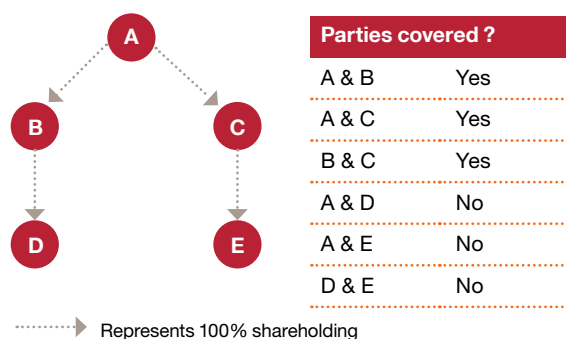 A
B
C
D
E
Represents 100% shareholding
Parties covered ?
A & B Yes
A & C Yes
B & C Yes
A & D No
A & E No
D & E No